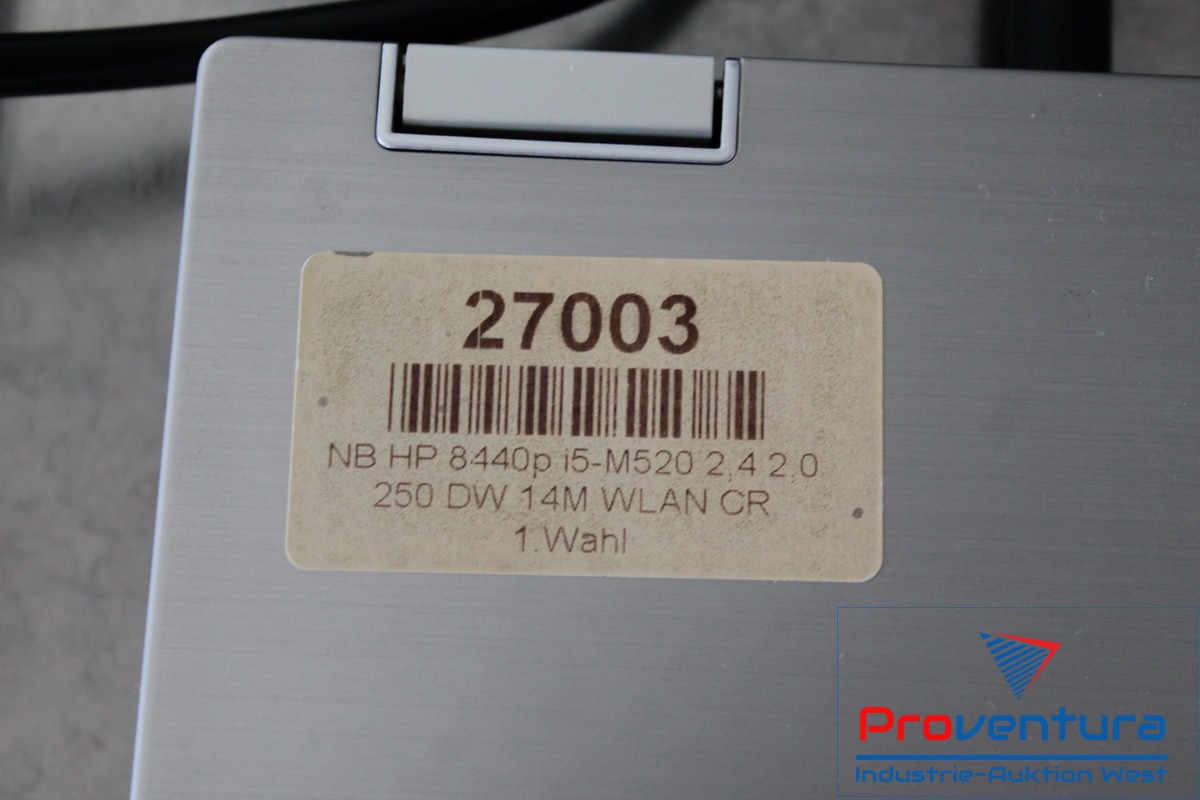 27003
NB HP 8440p i5-M520 2,4 2,0
250 DW 14M WLAN CR
1.Wahl
Proventura
Industrie-Auktion West